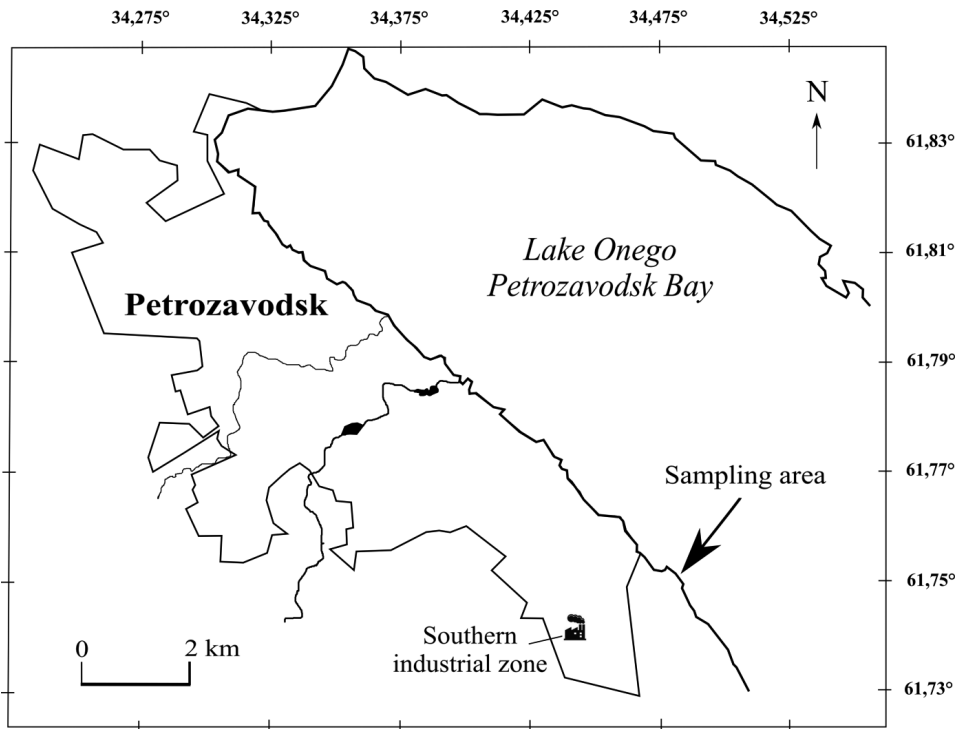 34,275° 34,325° 34,375° 34,425° 34,475° 34,525°
N
61,83°
Lake Onego
Petrozavodsk Bay
61,81°
Petrozavodsk
61,79°
61,77°
Sampling area
61,75°
Southern
industrial zone
0 2 km
61,73°